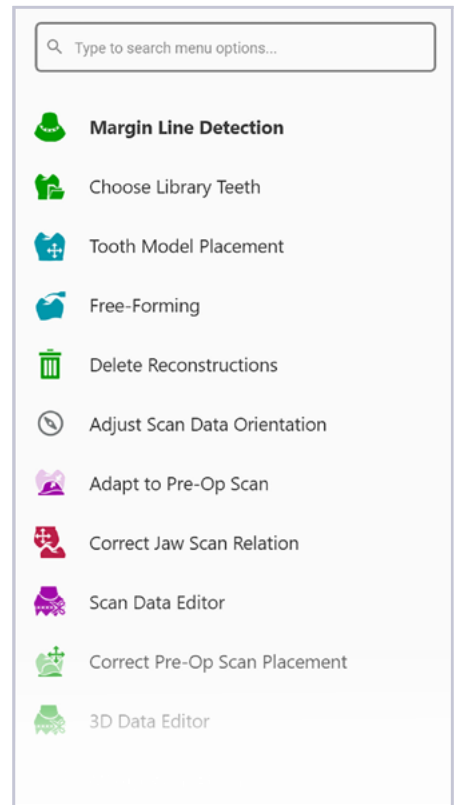 Type to search menu options...
Margin Line Detection
Choose Library Teeth
Tooth Model Placement
Free-Forming
Delete Reconstructions
Adjust Scan Data Orientation
Adapt to Pre-Op Scan
Correct Jaw Scan Relation
Scan Data Editor
Correct Pre-Op Scan Placement
3D Data Editor